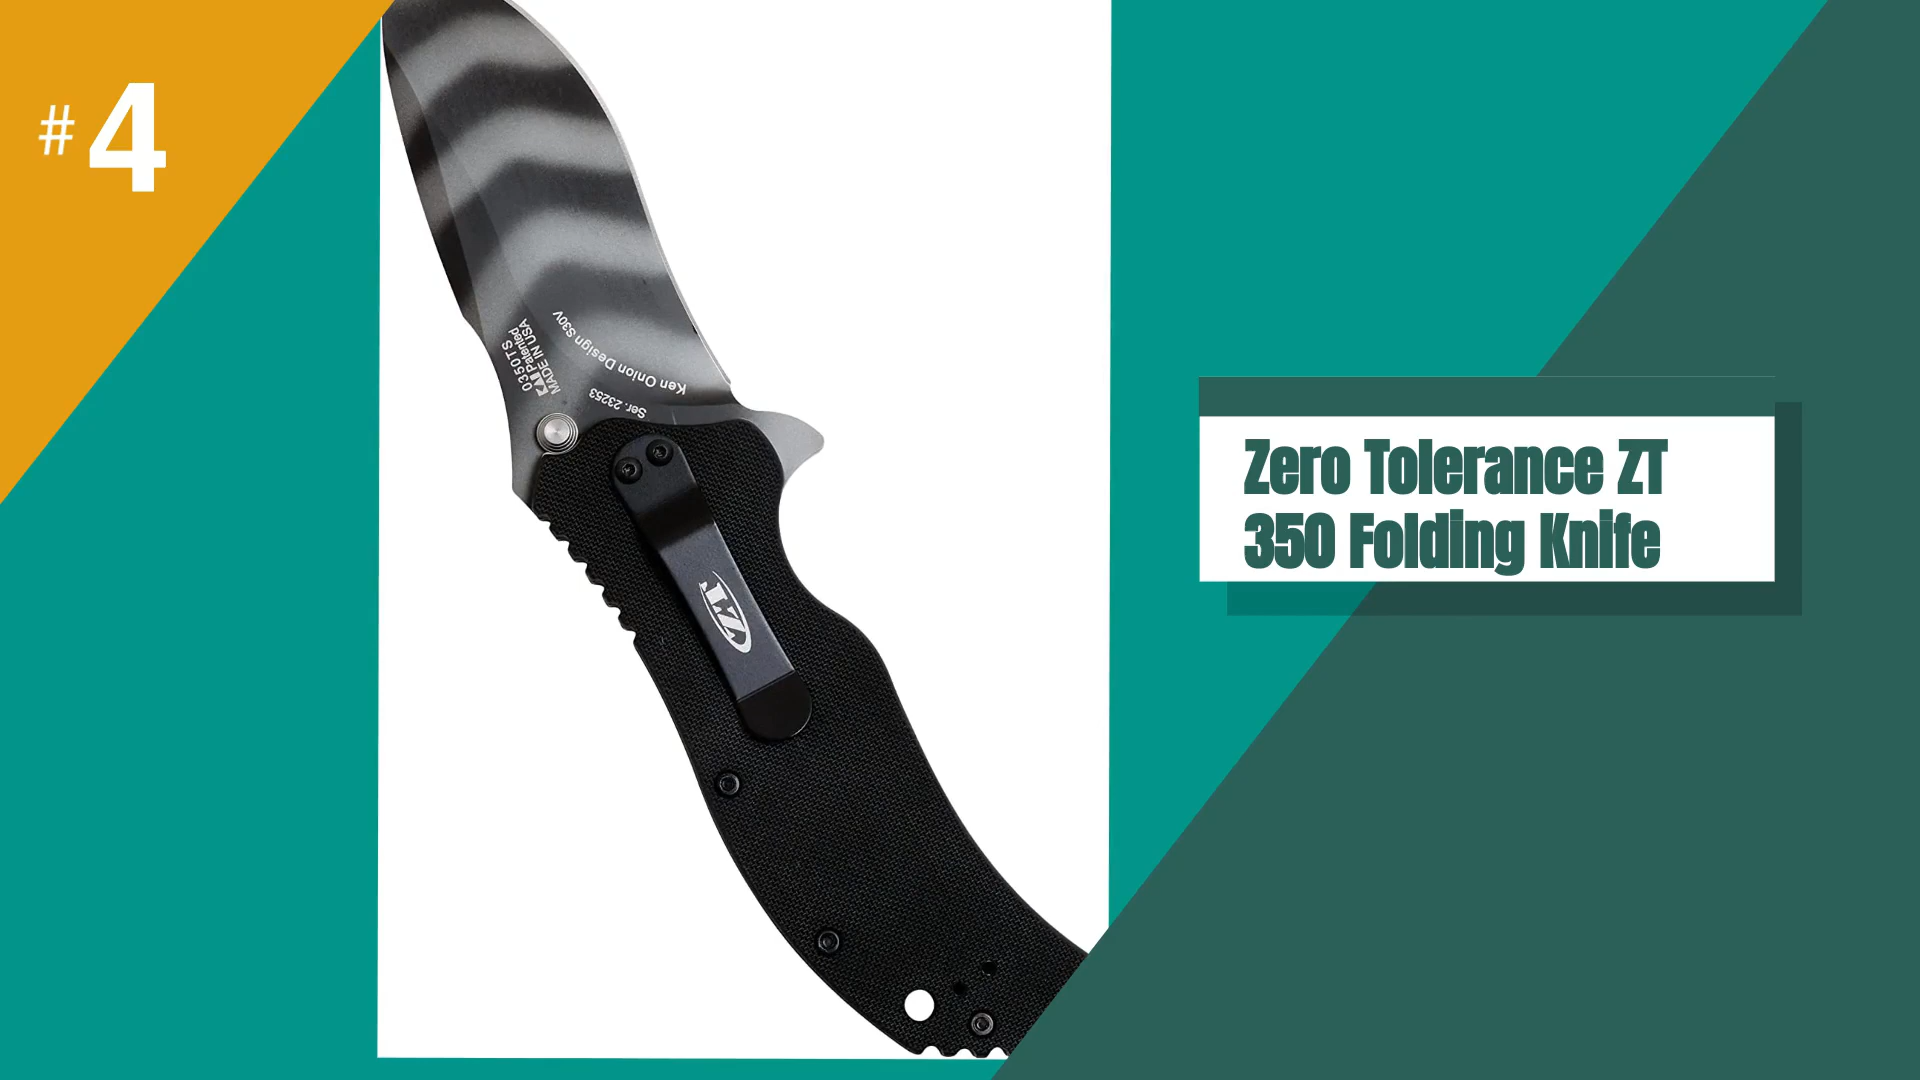 #4
0350TS
KAI Patented
MADE IN USA
Ken Onion Design S30V
Ser. 23253
ZT
Zero Tolerance ZT
350 Folding Knife